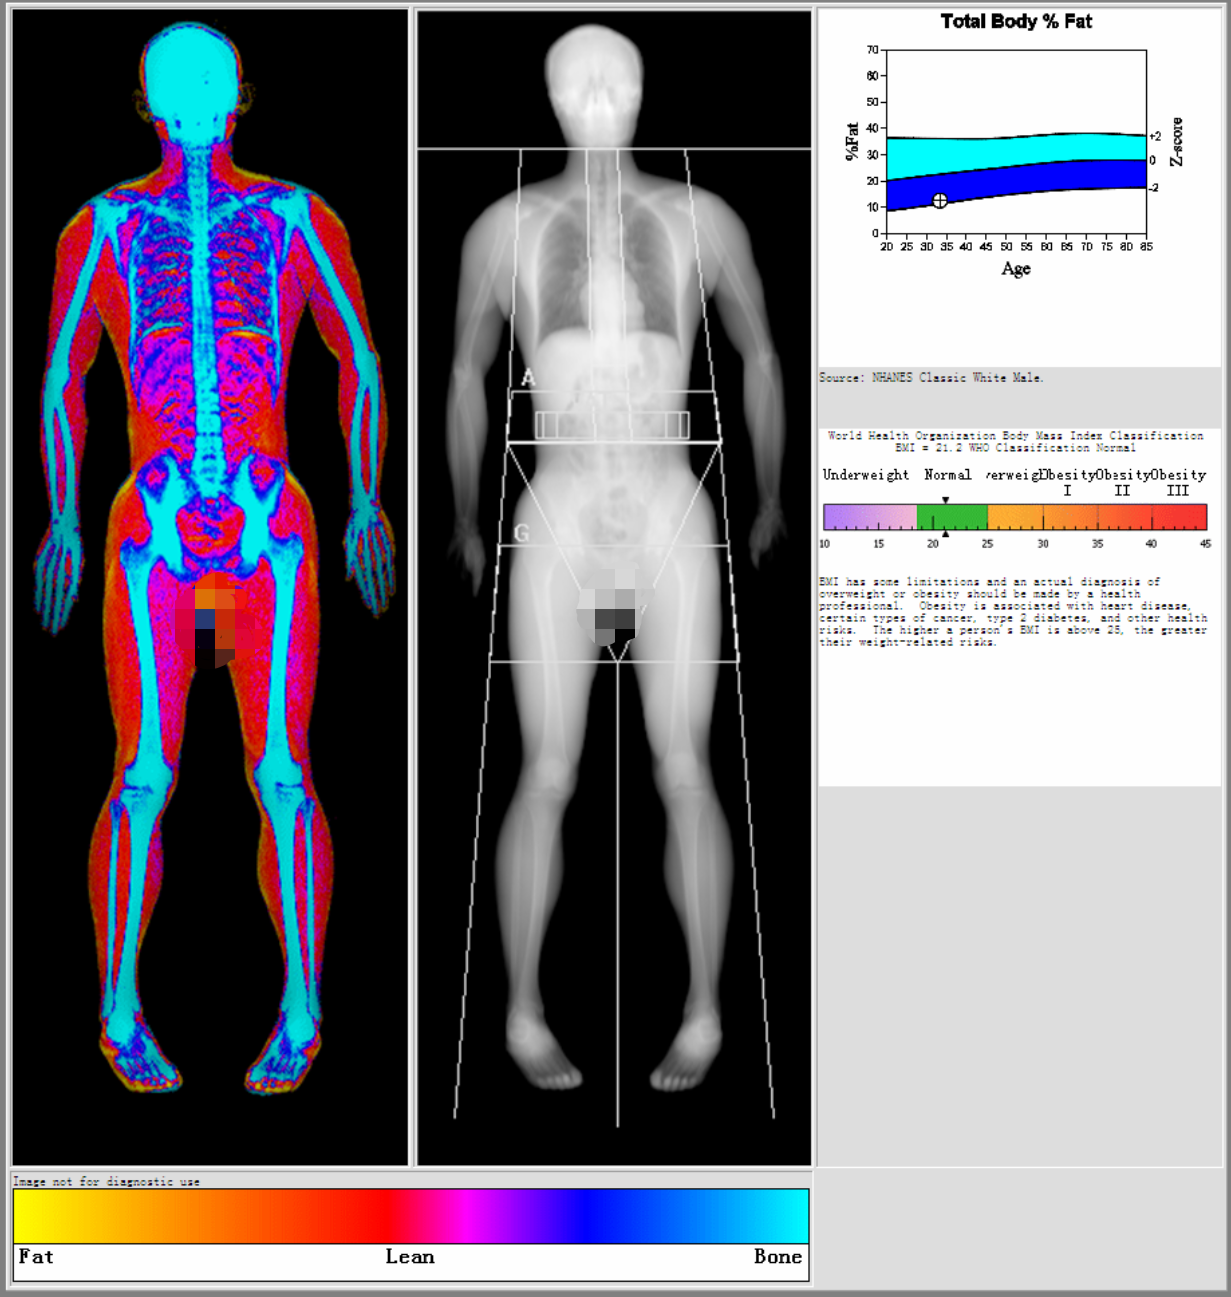 Total Body % Fat
70
60
50
40
30
20
10
0
%Fat
+2
0
-2
Z-score
20 25 30 35 40 45 50 55 60 65 70 75 80 85
Age
Source: NHANES Classic White Male.
World Health Organization Body Mass Index Classification
BMI = 21.2 WHO Classification Normal
Underweight Normal Obesity Obesity Obesity
I II III
10 15 20 25 30 35 40 45
BMI has some limitations and an actual diagnosis of
overweight or obesity should be made by a health
professional. Obesity is associated with heart disease,
certain types of cancer, type 2 diabetes, and other health
risks. The higher a person's BMI is above 25, the greater
their weight-related risks.
A
G
Image not for diagnostic use
Fat Lean Bone